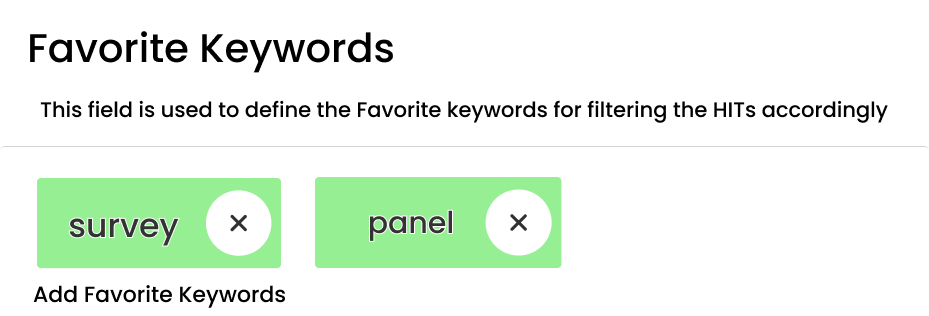 Favorite Keywords
This field is used to define the Favorite keywords for filtering the HITs accordingly
survey × panel ×
Add Favorite Keywords